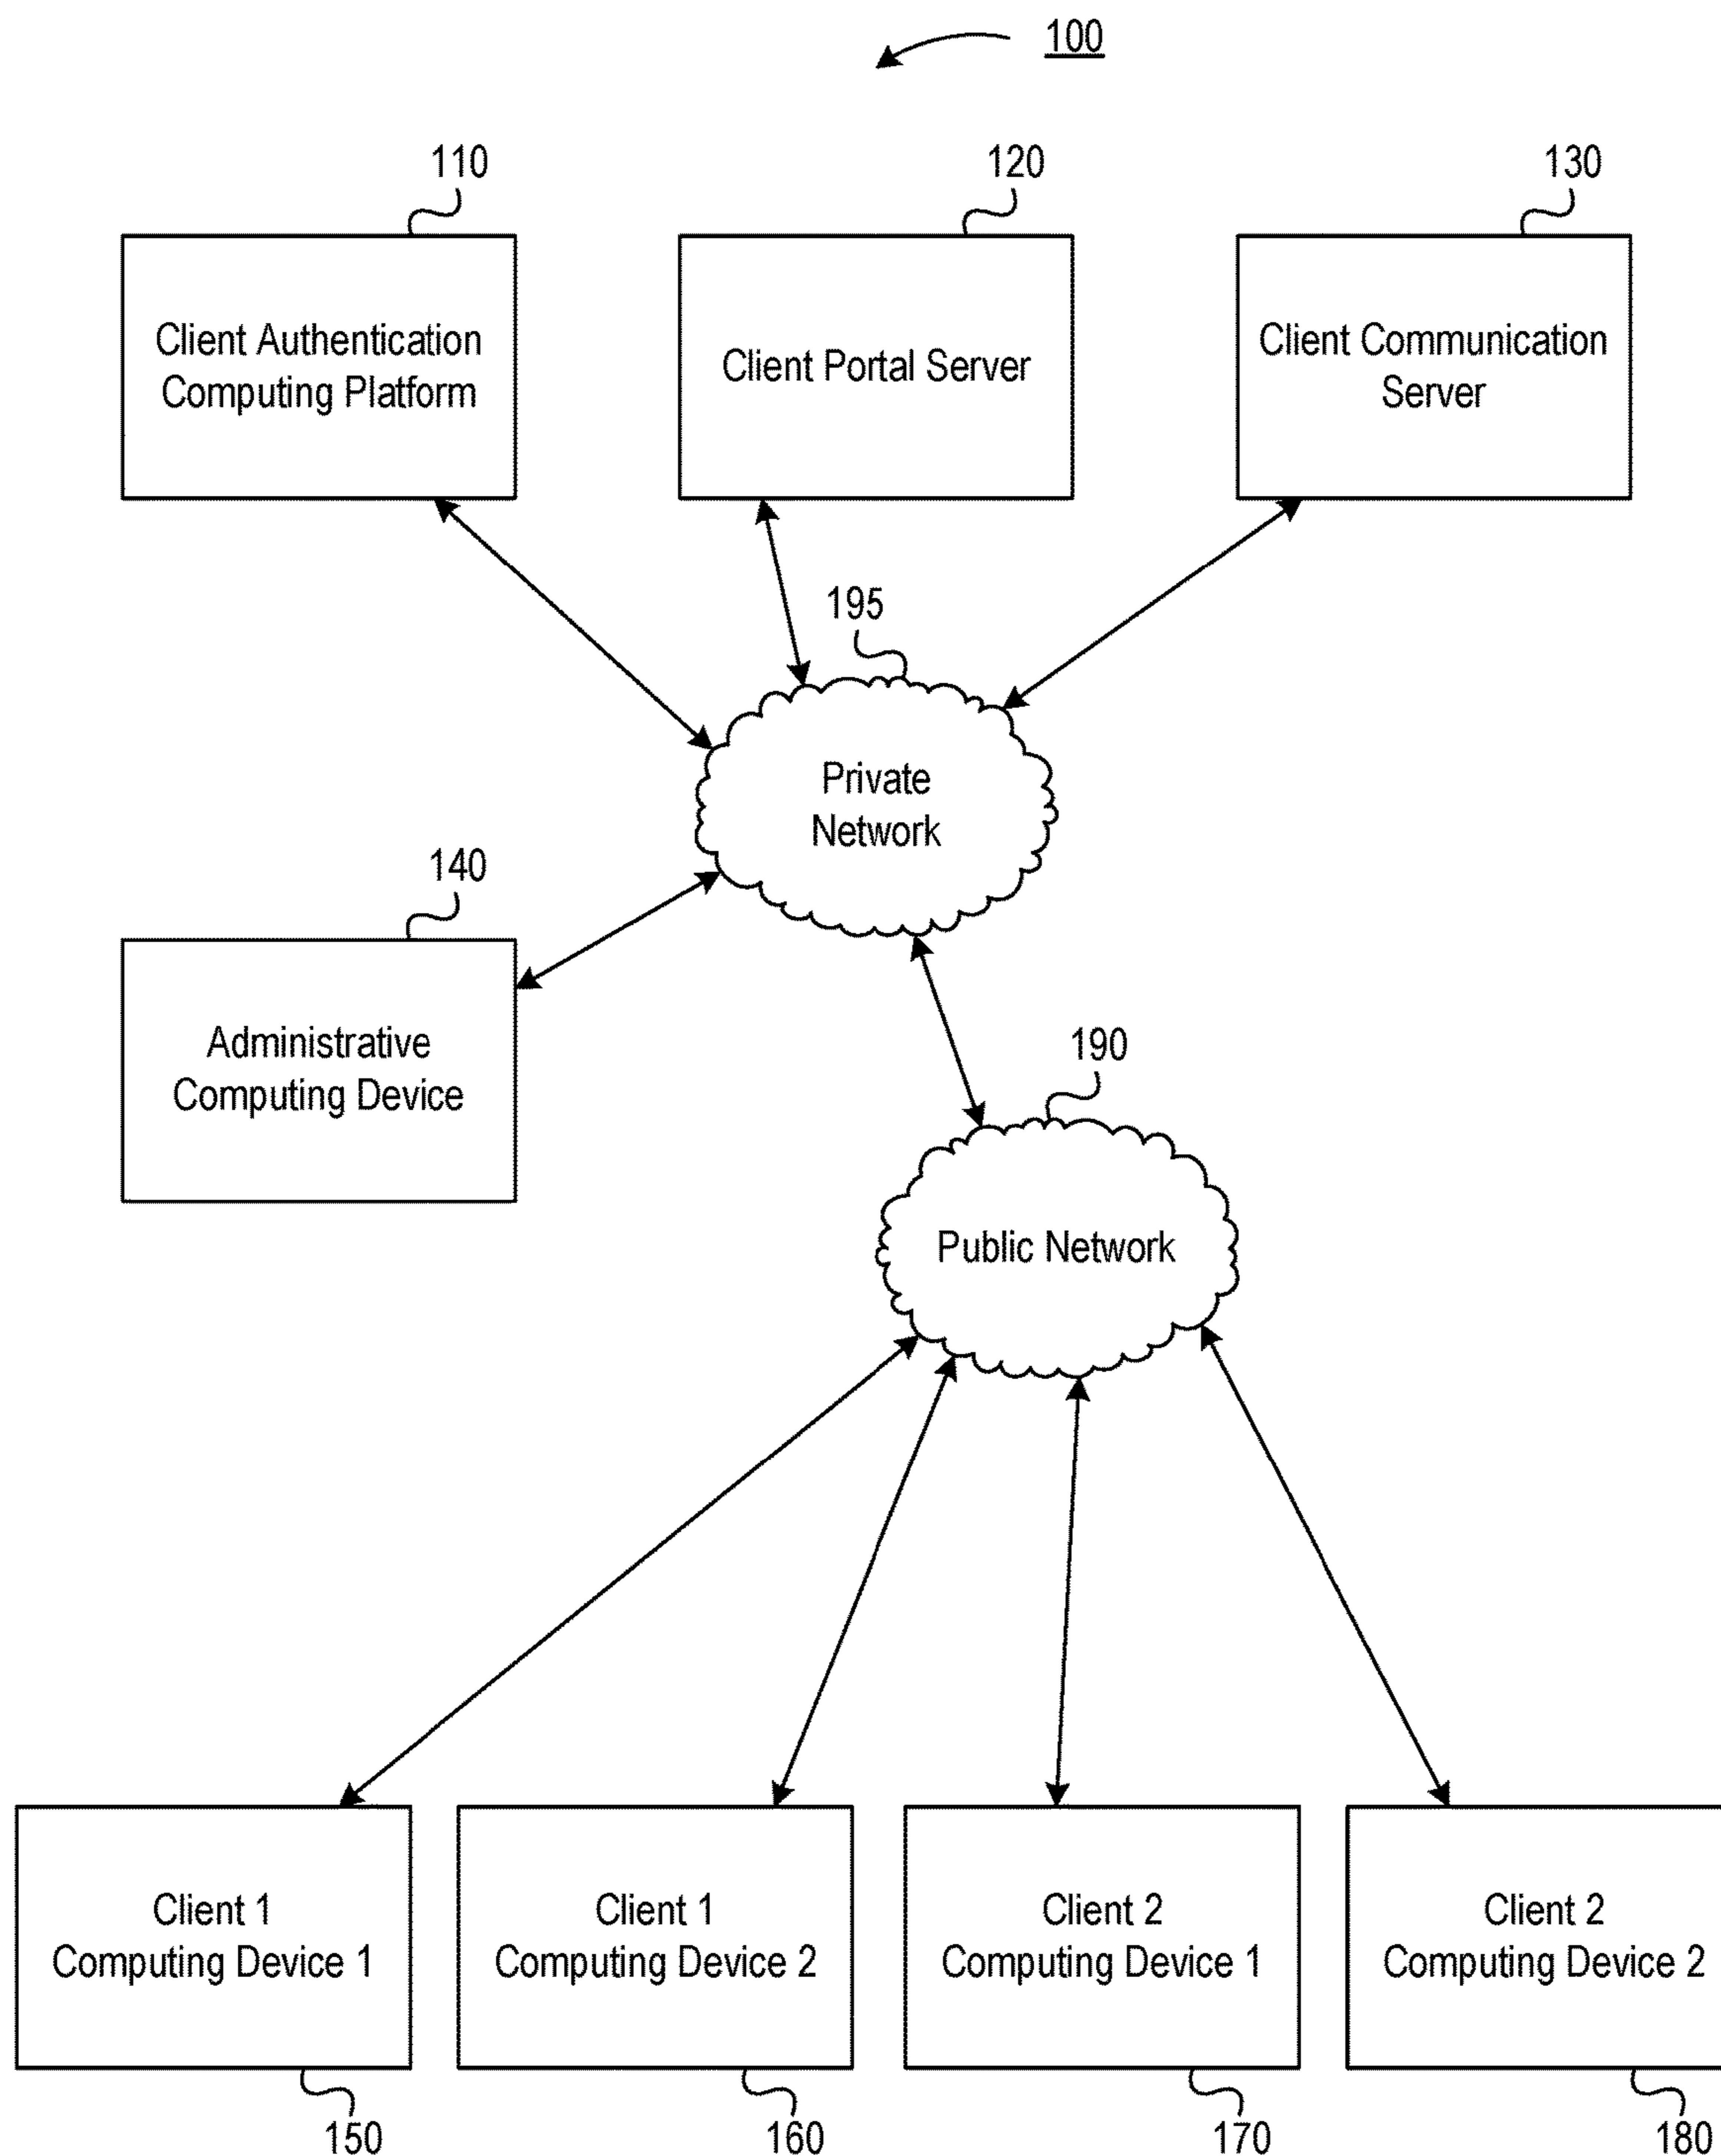 100
110
120
130
Client Authentication
Computing Platform
Client Portal Server
Client Communication
Server
195
Private
Network
140
Administrative
Computing Device
190
Public Network
Client 1
Computing Device 1
Client 1
Computing Device 2
Client 2
Computing Device 1
Client 2
Computing Device 2
150
160
170
180